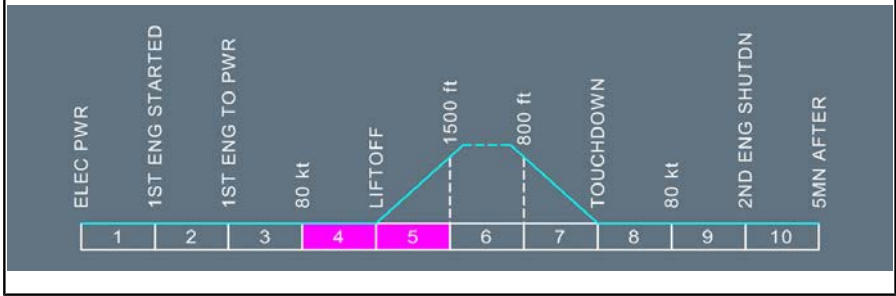 ELEC PWR
1ST ENG STARTED
1ST ENG TO PWR
80 kt
LIFTOFF
1500 ft
800 ft
TOUCHDOWN
80 kt
2ND ENG SHUTDN
5MN AFTER
1 2 3 4 5 6 7 8 9 10